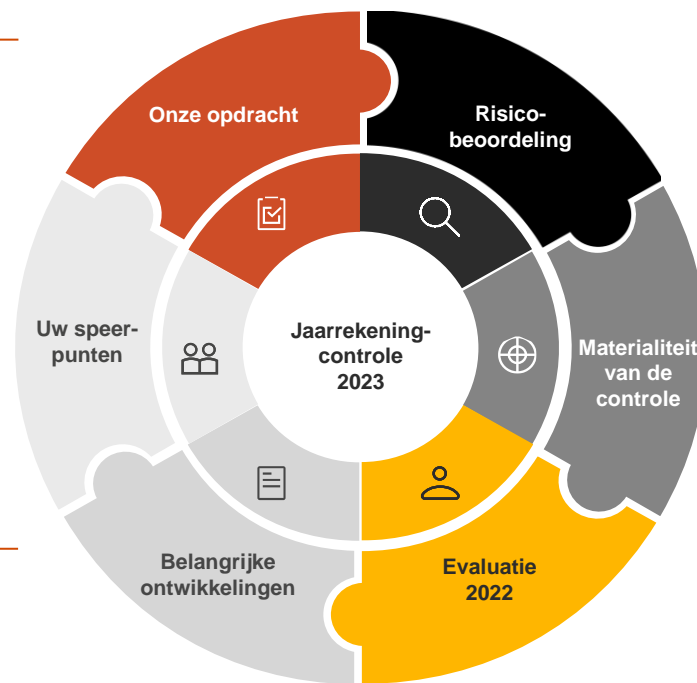 Onze opdracht
Risico-
beoordeling
Uw speer-
punten
Jaarrekening-
controle
2023
Materialiteit
van de
controle
Belangrijke
ontwikkelingen
Evaluatie
2022